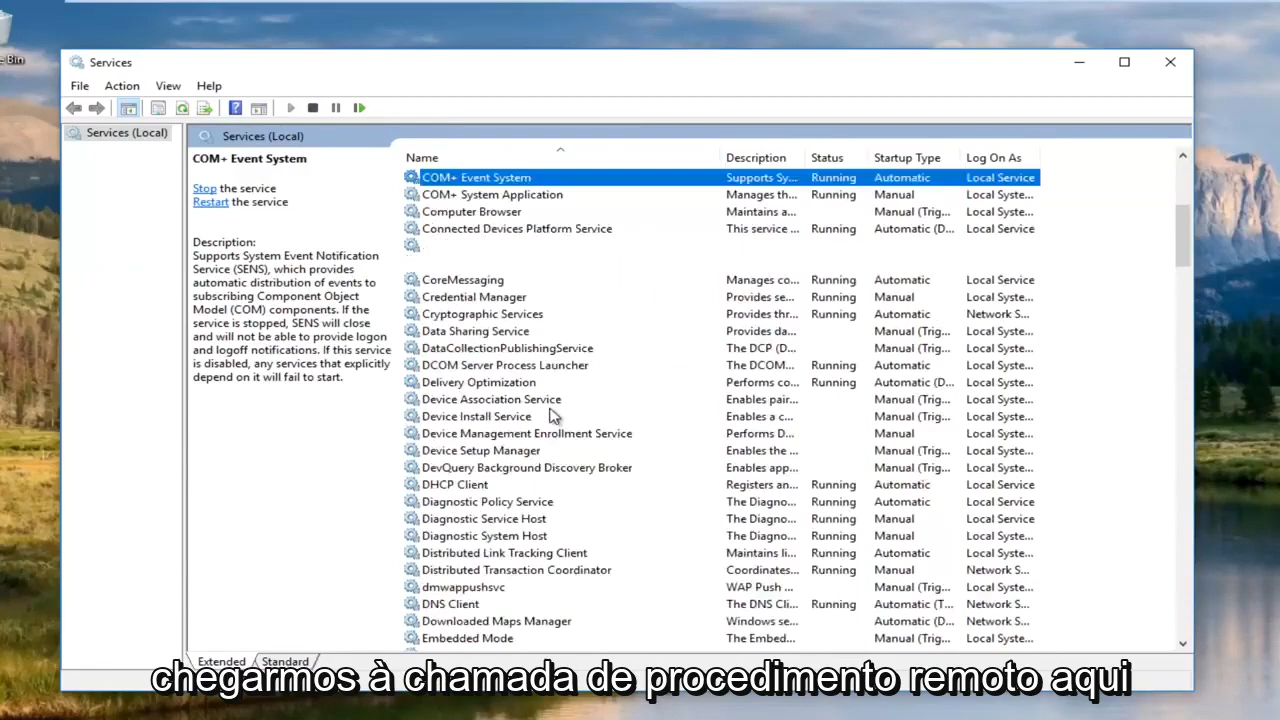 e Bin
Services
File Action View Help
Services (Local)
Services (Local)
COM+ Event System
Stop the service
Restart the service
Description:
Supports System Event Notification
Service (SENS), which provides
automatic distribution of events to
subscribing Component Object
Model (COM) components. If the
service is stopped, SENS will close
and will not be able to provide logon
and logoff notifications. If this service
is disabled, any services that explicitly
depend on it will fail to start.
Name Description Status Startup Type Log On As
COM+ Event System Supports Sy... Running Automatic Local Service
COM+ System Application Manages th... Running Manual Local Syste...
Computer Browser Maintains a... Manual (Trig... Local Syste...
Connected Devices Platform Service This service ... Running Automatic (D... Local Service
CoreMessaging Manages co... Running Automatic Local Service
Credential Manager Provides se... Running Manual Local Syste...
Cryptographic Services Provides thr... Running Automatic Network S...
Data Sharing Service Provides da... Manual (Trig... Local Syste...
DataCollectionPublishingService The DCP (D... Manual (Trig... Local Syste...
DCOM Server Process Launcher The DCOM... Running Automatic Local Syste...
Delivery Optimization Performs co... Running Automatic (D... Local Syste...
Device Association Service Enables pair... Manual (Trig... Local Syste...
Device Install Service Enables a c... Manual (Trig... Local Syste...
Device Management Enrollment Service Performs D... Manual Local Syste...
Device Setup Manager Enables the ... Manual (Trig... Local Syste...
DevQuery Background Discovery Broker Enables app... Manual (Trig... Local Syste...
DHCP Client Registers an... Running Automatic Local Service
Diagnostic Policy Service The Diagno... Running Automatic Local Service
Diagnostic Service Host The Diagno... Running Manual Local Service
Diagnostic System Host The Diagno... Running Manual Local Syste...
Distributed Link Tracking Client Maintains li... Running Automatic Local Syste...
Distributed Transaction Coordinator Coordinates... Running Manual Network S...
dmwappushsvc WAP Push ... Manual (Trig... Local Syste...
DNS Client The DNS Cli... Running Automatic (T... Network S...
Downloaded Maps Manager Windows se... Automatic (D... Network S...
Embedded Mode The Embed... Manual (Trig... Local Syste...
Extended Standard
chegarmos à chamada de procedimento remoto aqui